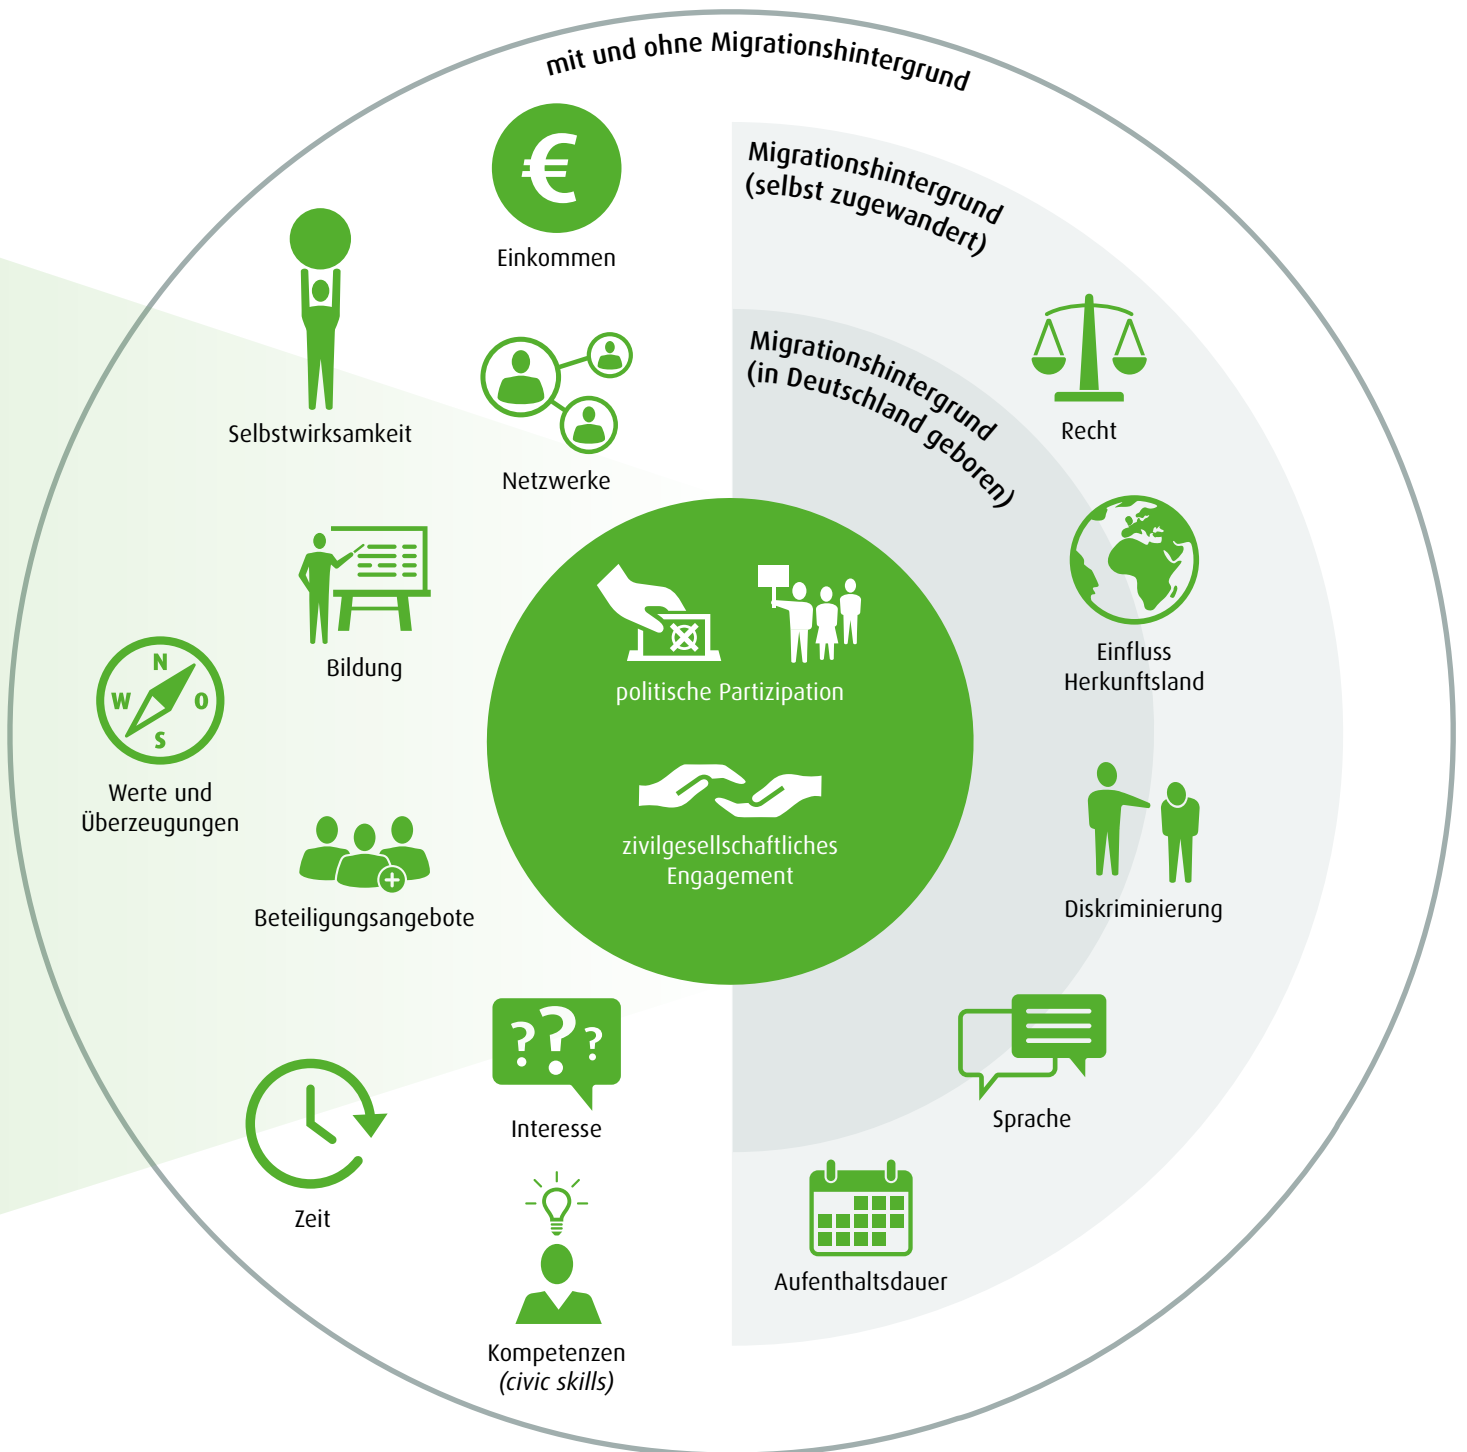 mit und ohne Migrationshintergrund
Migrationshintergrund
(selbst zugewandert)
Migrationshintergrund
(in Deutschland geboren)
€
Einkommen
Selbstwirksamkeit
Netzwerke
Bildung
N
W O
S
Werte und
Überzeugungen
Beteiligungsangebote
???
Interesse
Zeit
Kompetenzen
(civic skills)
politische Partizipation
zivilgesellschaftliches
Engagement
Recht
Einfluss
Herkunftsland
Diskriminierung
Sprache
Aufenthaltsdauer